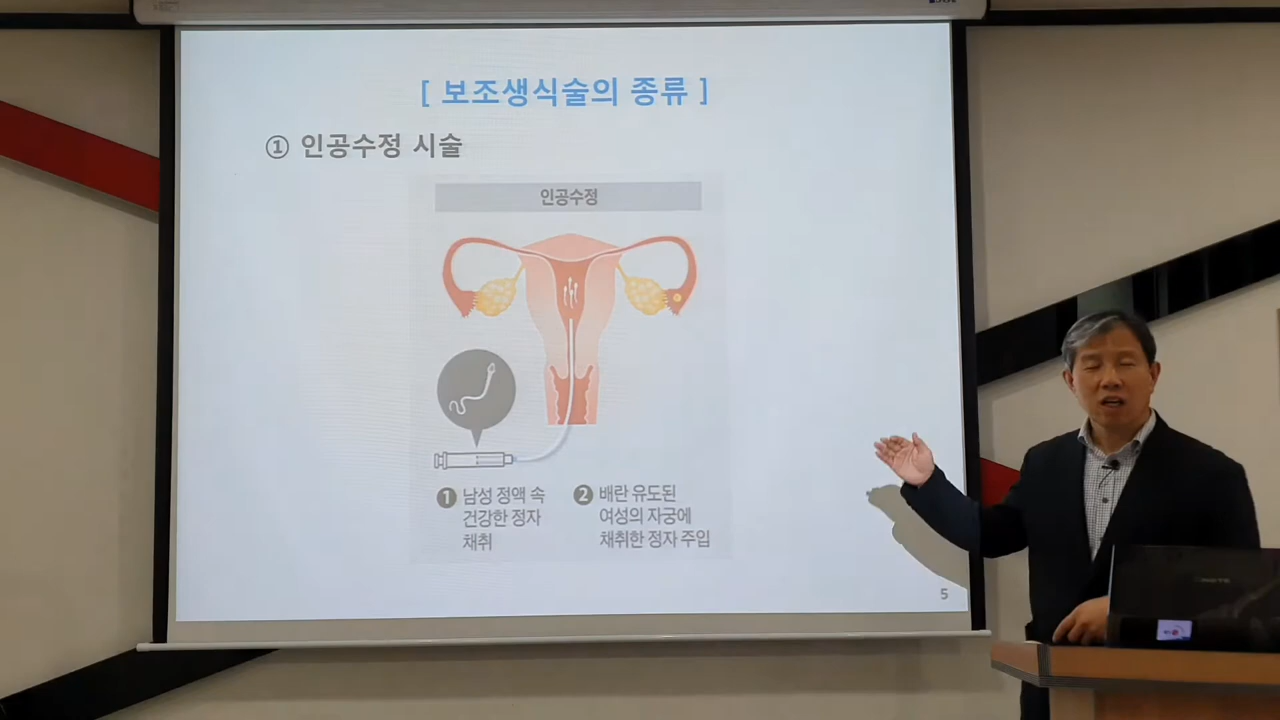 [ 보조생식술의 종류 ]
① 인공수정 시술
인공수정
1 남성 정액 속
건강한 정자
채취
2 배란 유도된
여성의 자궁에
채취한 정자 주입
5